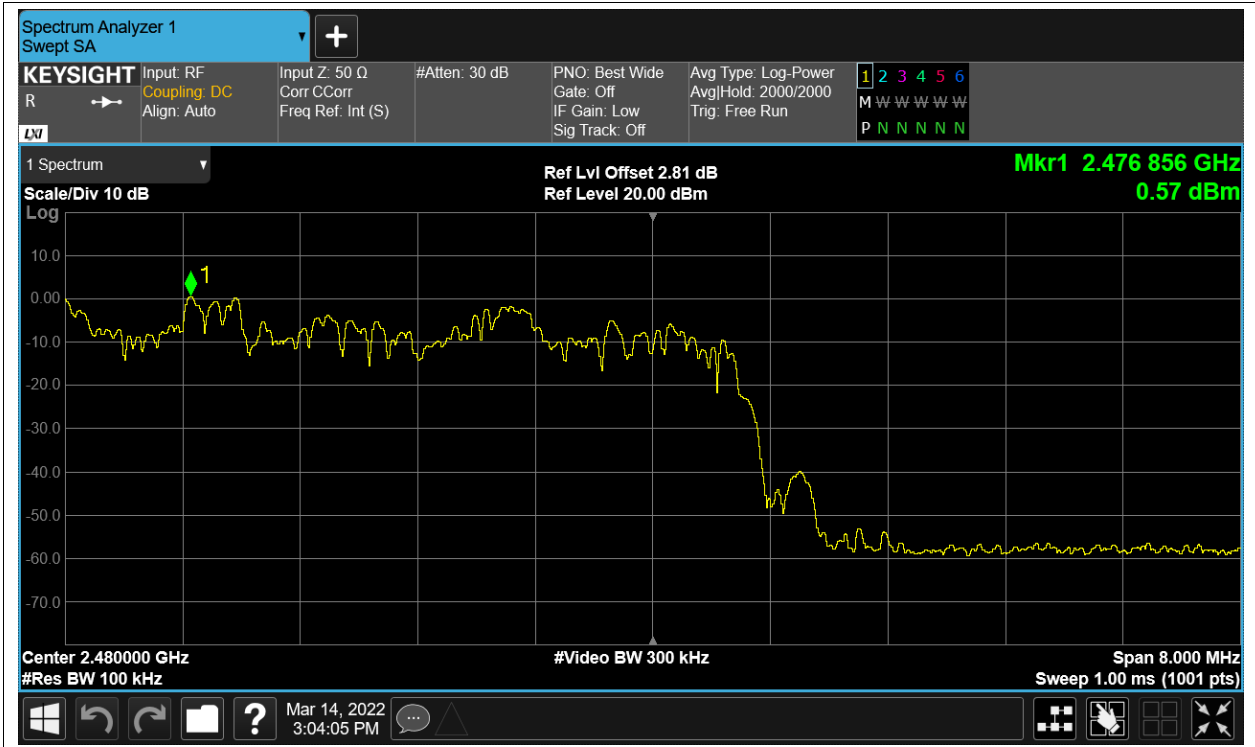 Spectrum Analyzer 1
Swept SA
KEYSIGHT
R
LXI
Input: RF
Coupling: DC
Align: Auto
Input Z: 50 Ω
Corr CCorr
Freq Ref: Int (S)
#Atten: 30 dB
PNO: Best Wide
Gate: Off
IF Gain: Low
Sig Track: Off
Avg Type: Log-Power
Avg|Hold: 2000/2000
Trig: Free Run
1 2 3 4 5 6
M W W W W W
P N N N N N
1 Spectrum
Scale/Div 10 dB
Log
Ref Lvl Offset 2.81 dB
Ref Level 20.00 dBm
Mkr1 2.476 856 GHz
0.57 dBm
10.0
1
0.00
-10.0
-20.0
-30.0
-40.0
-50.0
-60.0
-70.0
Center 2.480000 GHz
#Res BW 100 kHz
#Video BW 300 kHz
Span 8.000 MHz
Sweep 1.00 ms (1001 pts)
?
Mar 14, 2022
3:04:05 PM